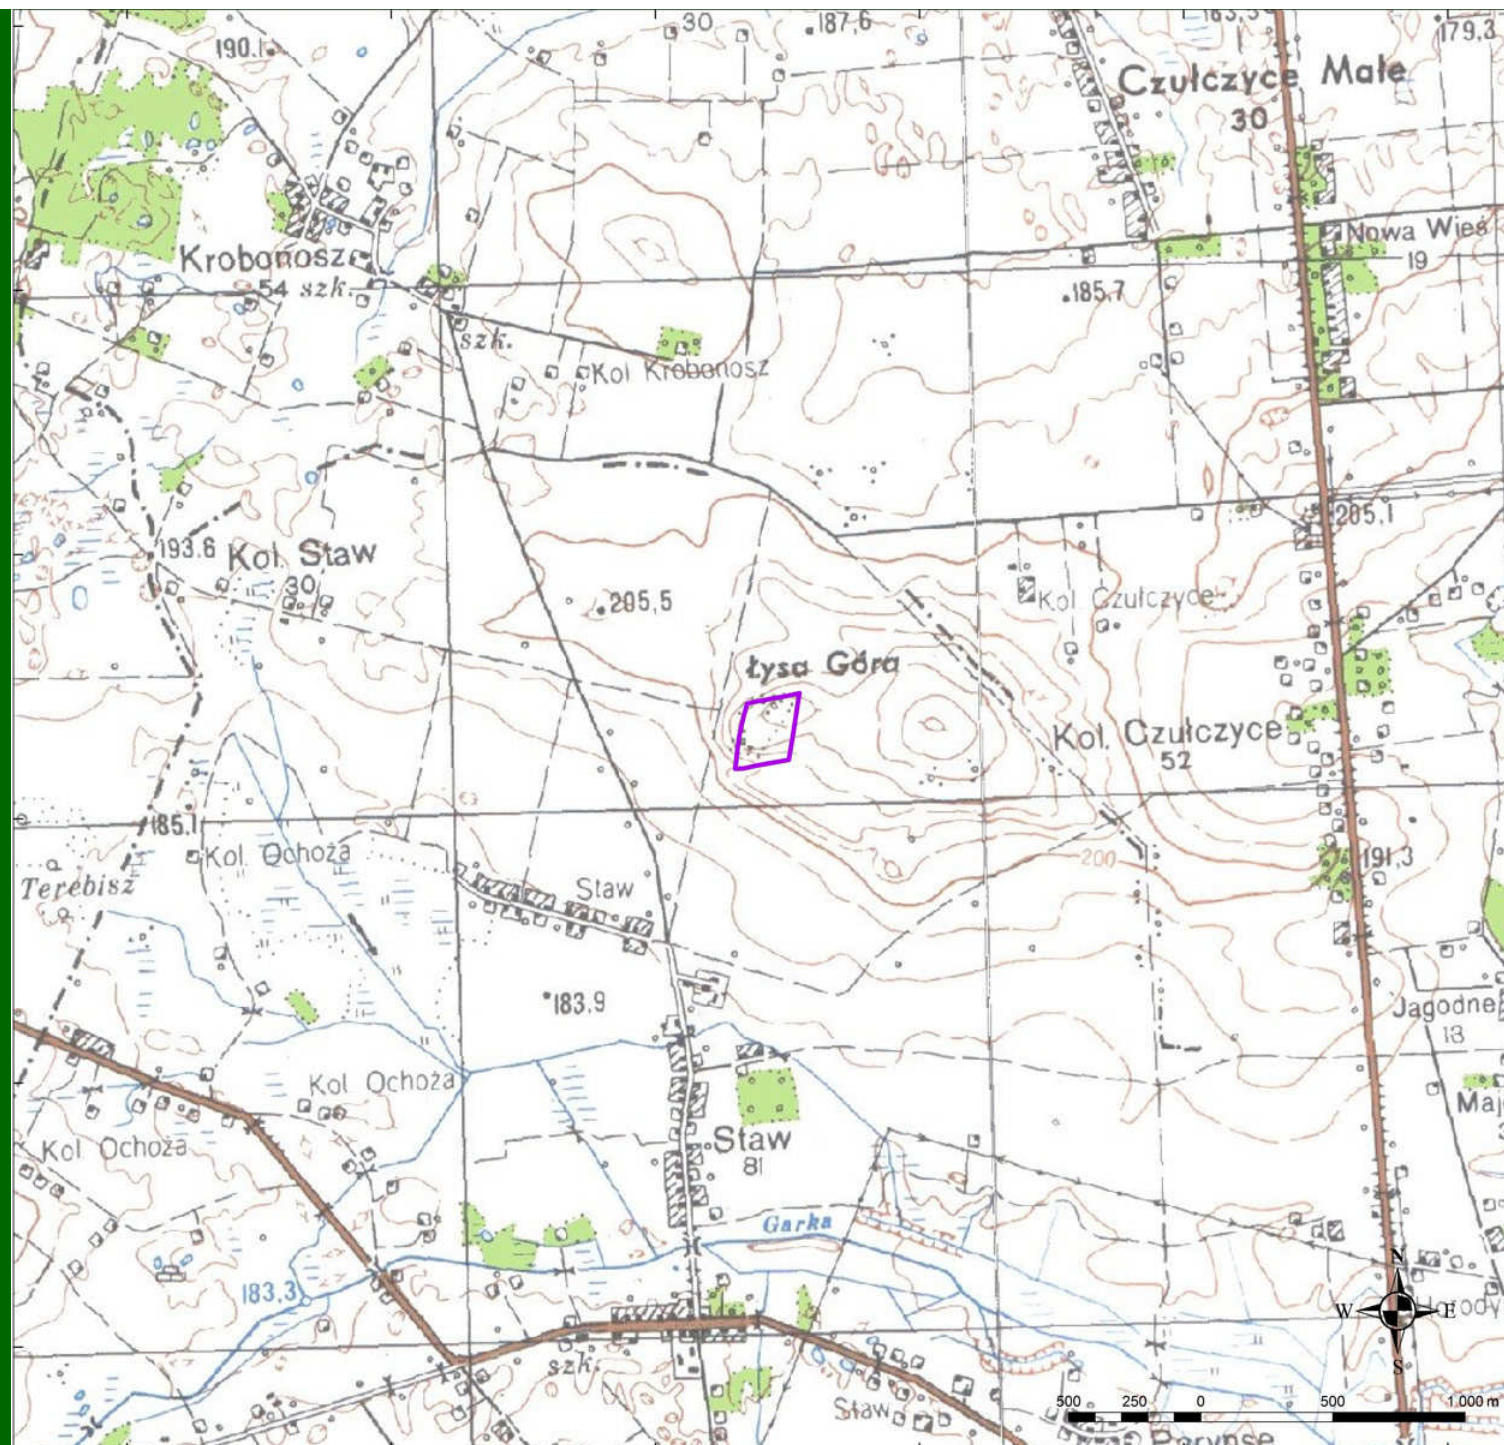 30
187,6
179,3
190.1
Czułczyce Małe
30
Krobonosz
54 szk.
Nowa Wieś
19
.185,7
szk.
Kol Krobonosz
205,1
193.6
Kol. Staw
30
.205,5
Kol Czułczyce
Łysa Góra
Kol. Czułczyce
52
185,1
Kol. Ochoża
200
191,3
Terebisz
Staw
183,9
Jagodne
13
Kol Ochoża
Kol Ochoża
Staw
81
Garka
183,3
N
W
E
S
szk.
500 250 0 500 1 000 m
Staw